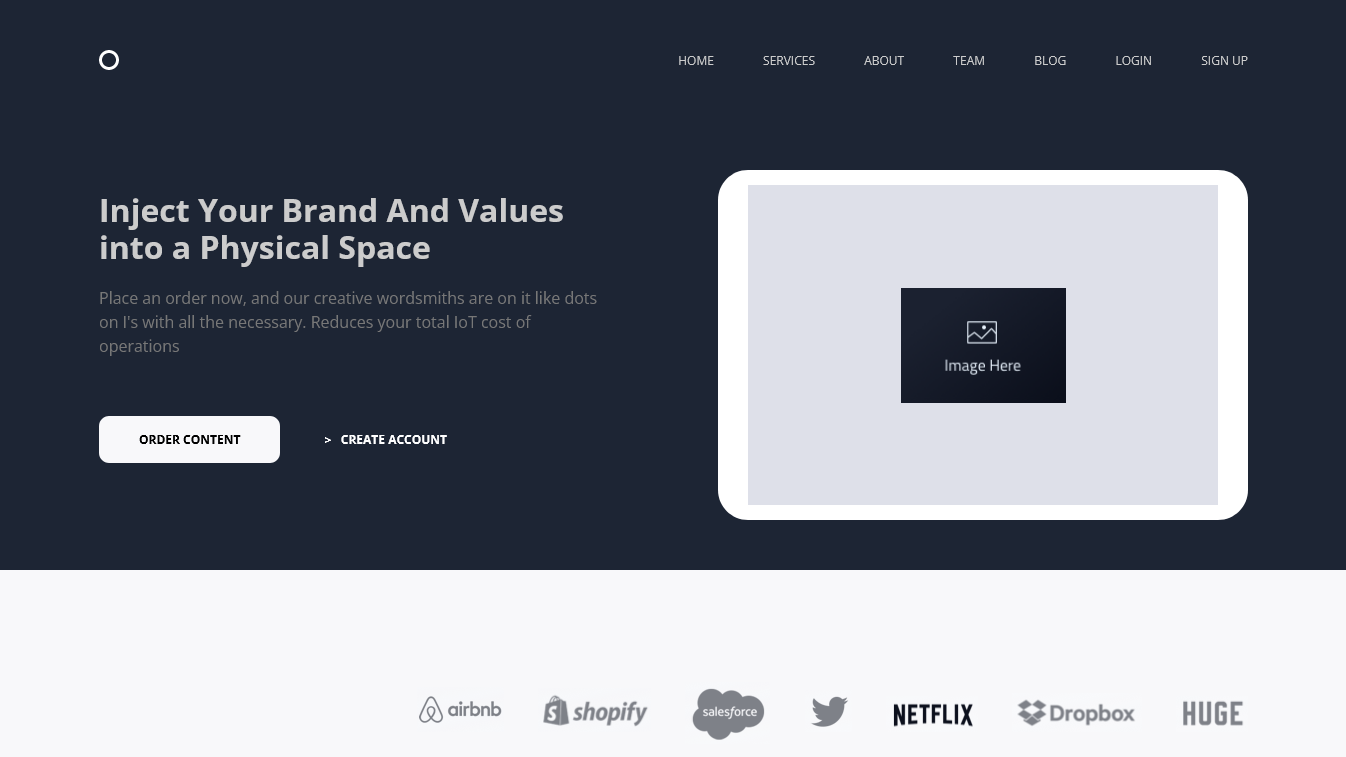 HOME SERVICES ABOUT TEAM BLOG LOGIN SIGN UP
Inject Your Brand And Values
into a Physical Space
Place an order now, and our creative wordsmiths are on it like dots
on I's with all the necessary. Reduces your total IoT cost of
operations
ORDER CONTENT > CREATE ACCOUNT
Image Here
airbnb shopify salesforce NETFLIX Dropbox HUGE